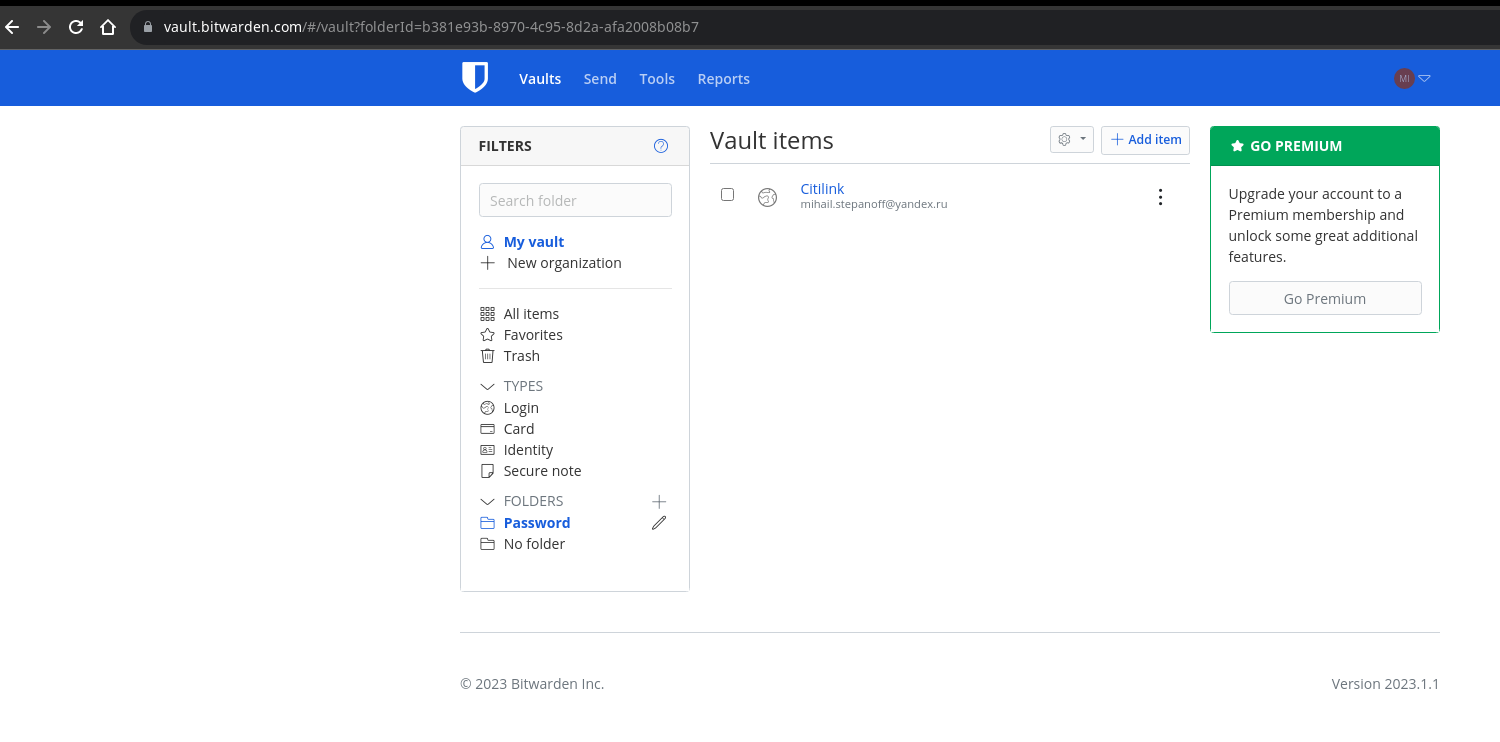 vault.bitwarden.com/#/vault?folderId=b381e93b-8970-4c95-8d2a-afa2008b08b7
Vaults Send Tools Reports
MI
FILTERS
Search folder
My vault
New organization
All items
Favorites
Trash
TYPES
Login
Card
Identity
Secure note
FOLDERS
Password
No folder
Vault items
Add item
Citilink
mihail.stepanoff@yandex.ru
GO PREMIUM
Upgrade your account to a
Premium membership and
unlock some great additional
features.
Go Premium
© 2023 Bitwarden Inc.
Version 2023.1.1